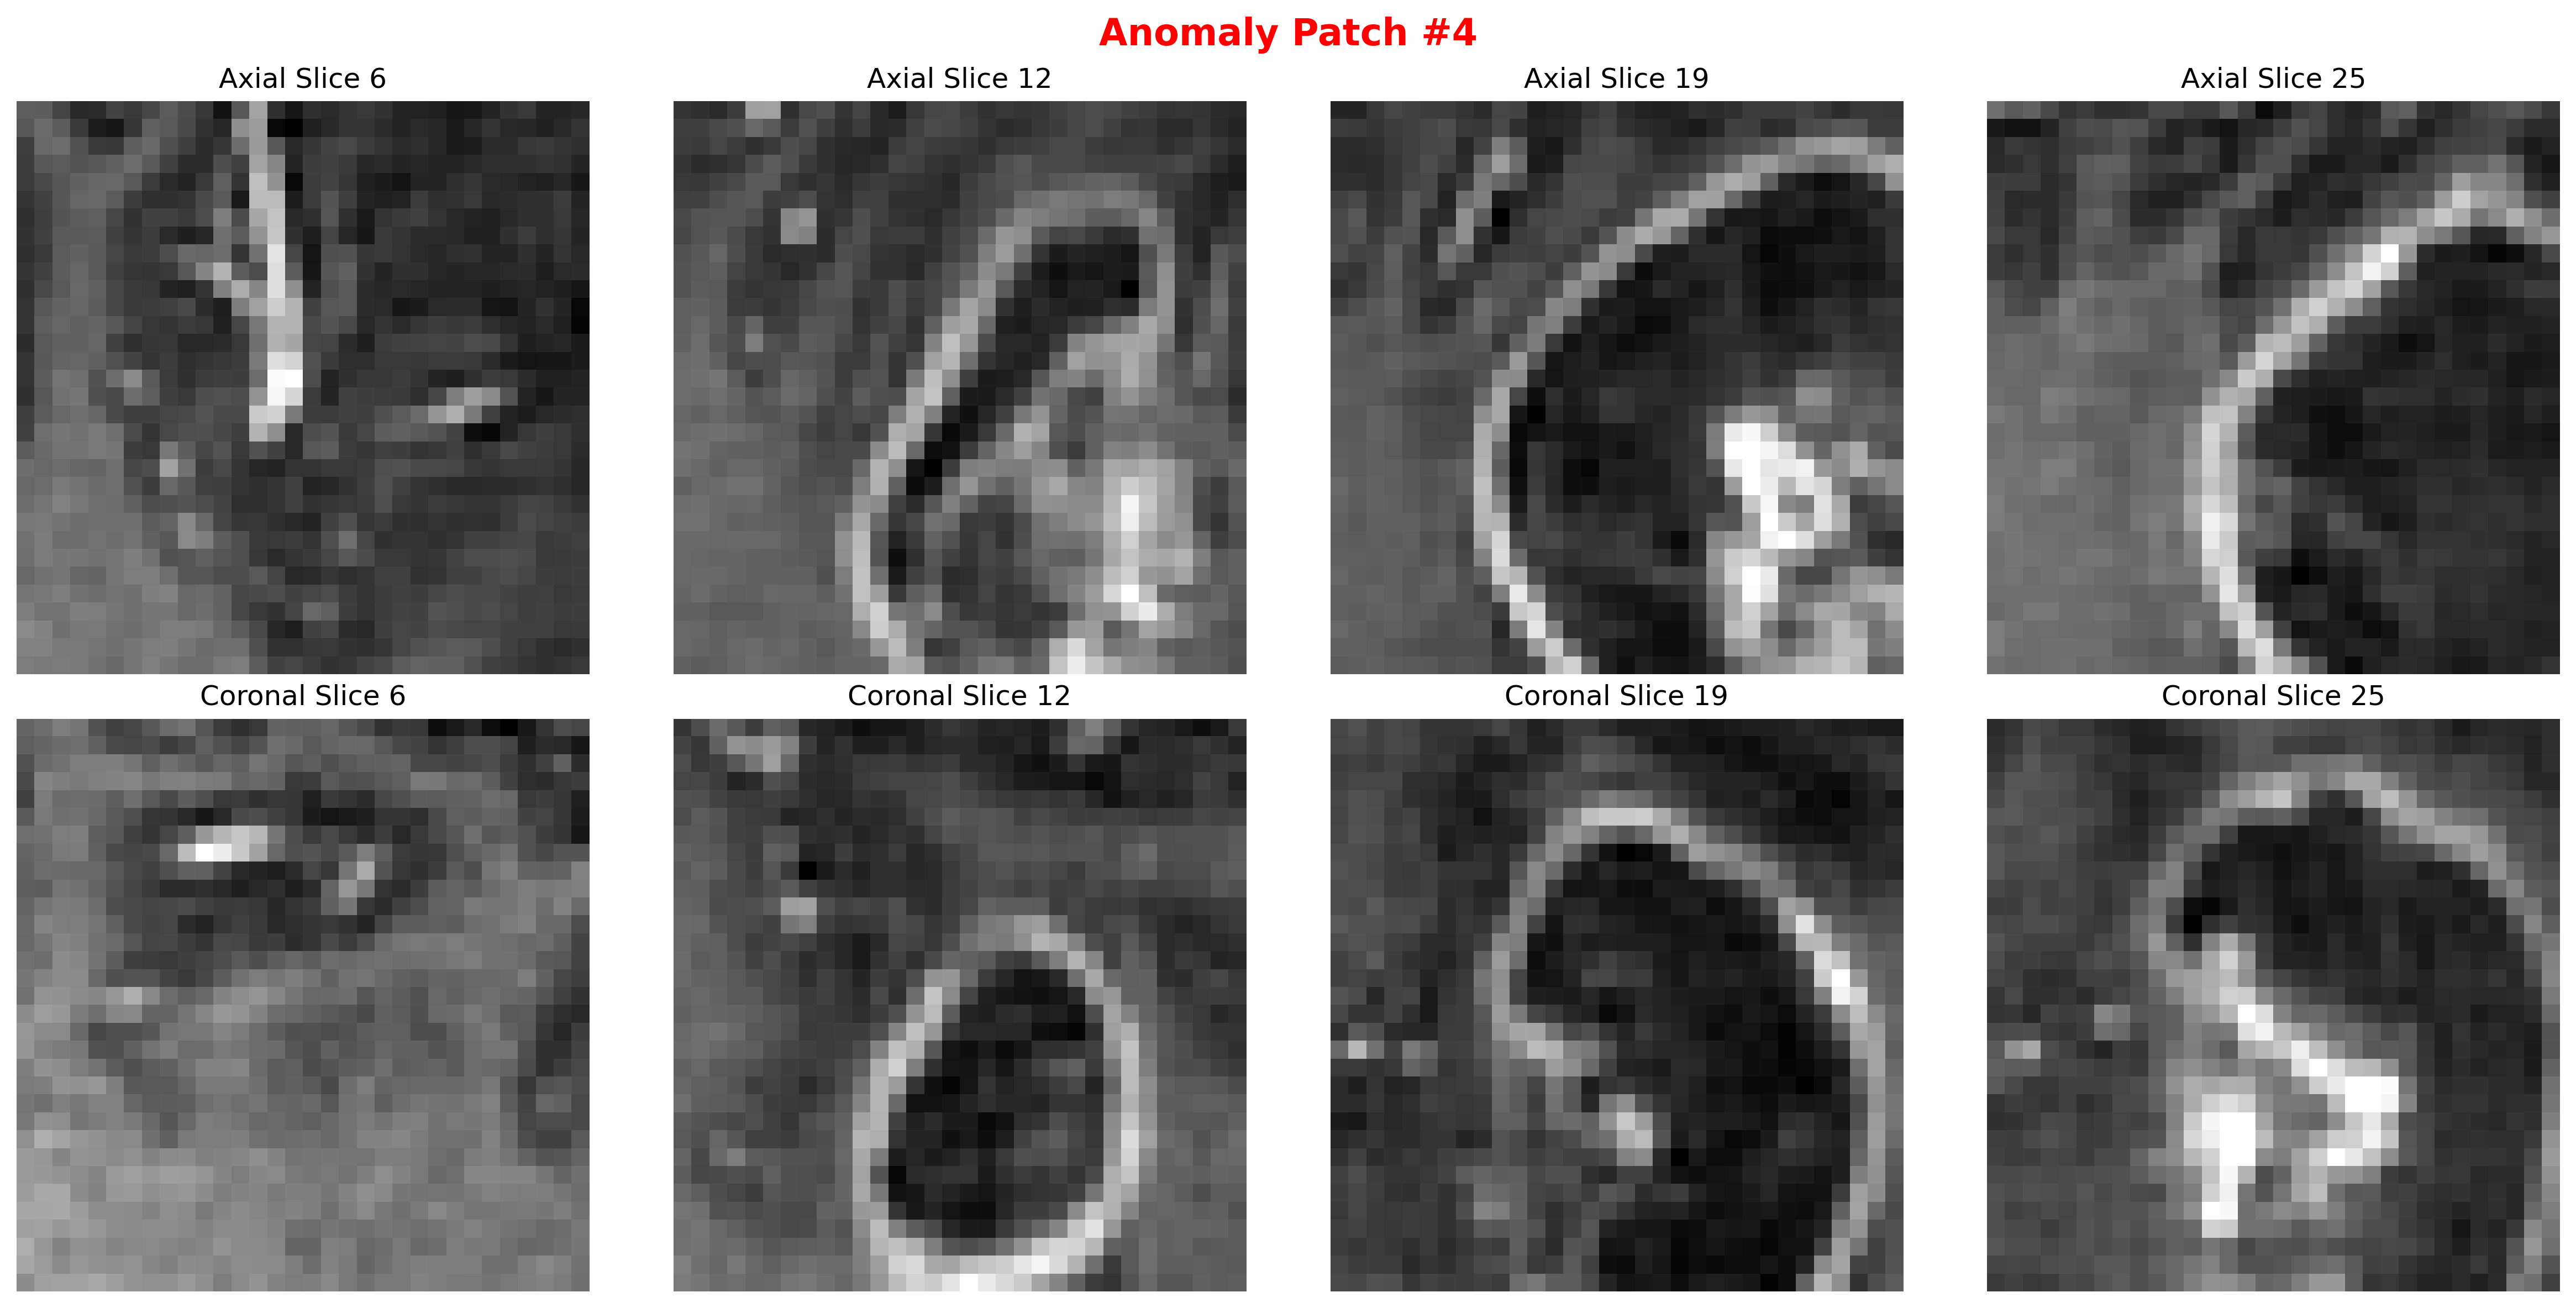 Anomaly Patch #4
Axial Slice 6
Axial Slice 12
Axial Slice 19
Axial Slice 25
Coronal Slice 6
Coronal Slice 12
Coronal Slice 19
Coronal Slice 25